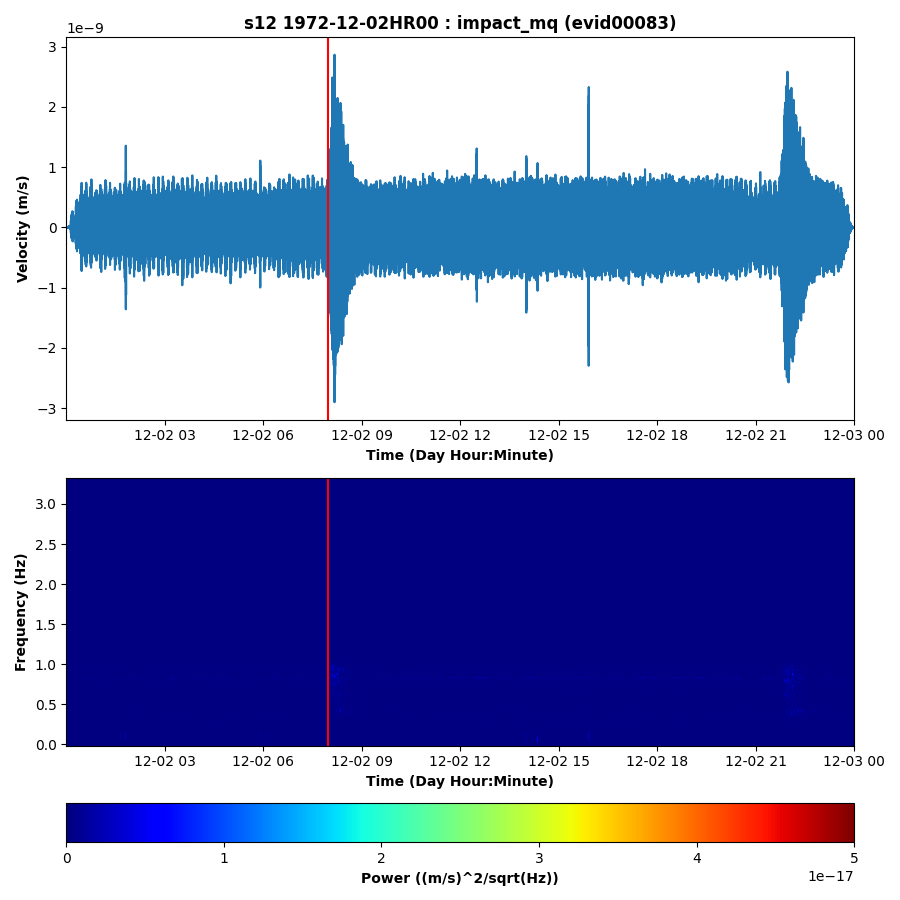 s12 1972-12-02HR00 : impact_mq (evid00083)
1e−9
3
2
1
0
−1
−2
−3
Velocity (m/s)
12-02 03 12-02 06 12-02 09 12-02 12 12-02 15 12-02 18 12-02 21 12-03 00
Time (Day Hour:Minute)
3.0
2.5
2.0
1.5
1.0
0.5
0.0
Frequency (Hz)
12-02 03 12-02 06 12-02 09 12-02 12 12-02 15 12-02 18 12-02 21 12-03 00
Time (Day Hour:Minute)
0 1 2 3 4 5
1e−17
Power ((m/s)^2/sqrt(Hz))